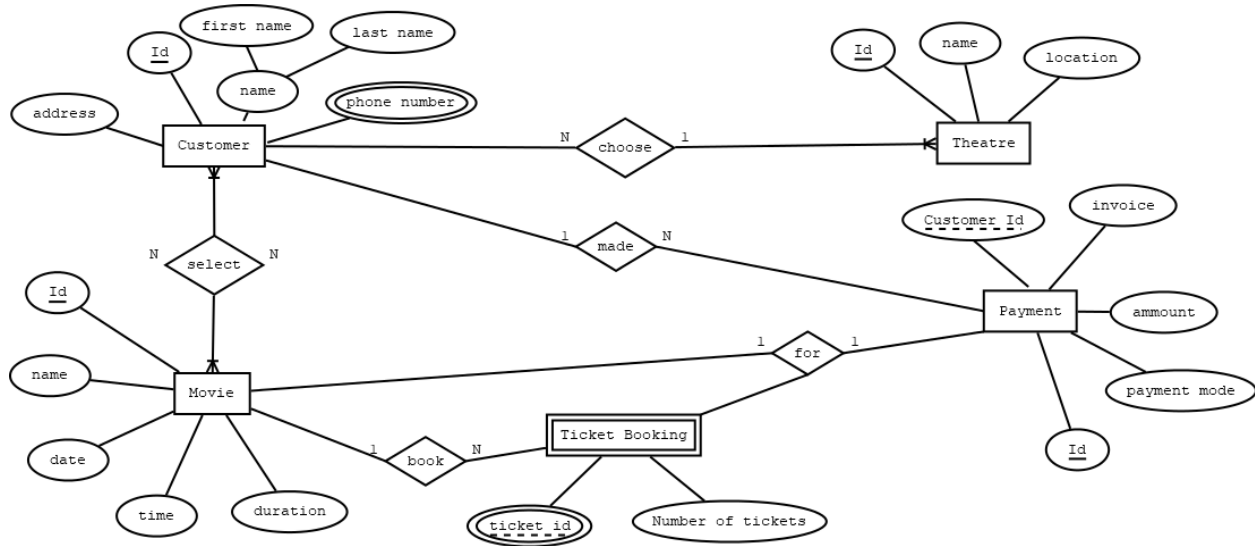 first name
last name
Id
name
phone number
address
Customer
Id
name
location
Theatre
N
choose
1
Customer Id
invoice
Payment
ammount
payment mode
Id
1
made
N
N
select
N
Id
name
Movie
date
time
duration
1
for
1
1
book
N
Ticket Booking
ticket id
Number of tickets